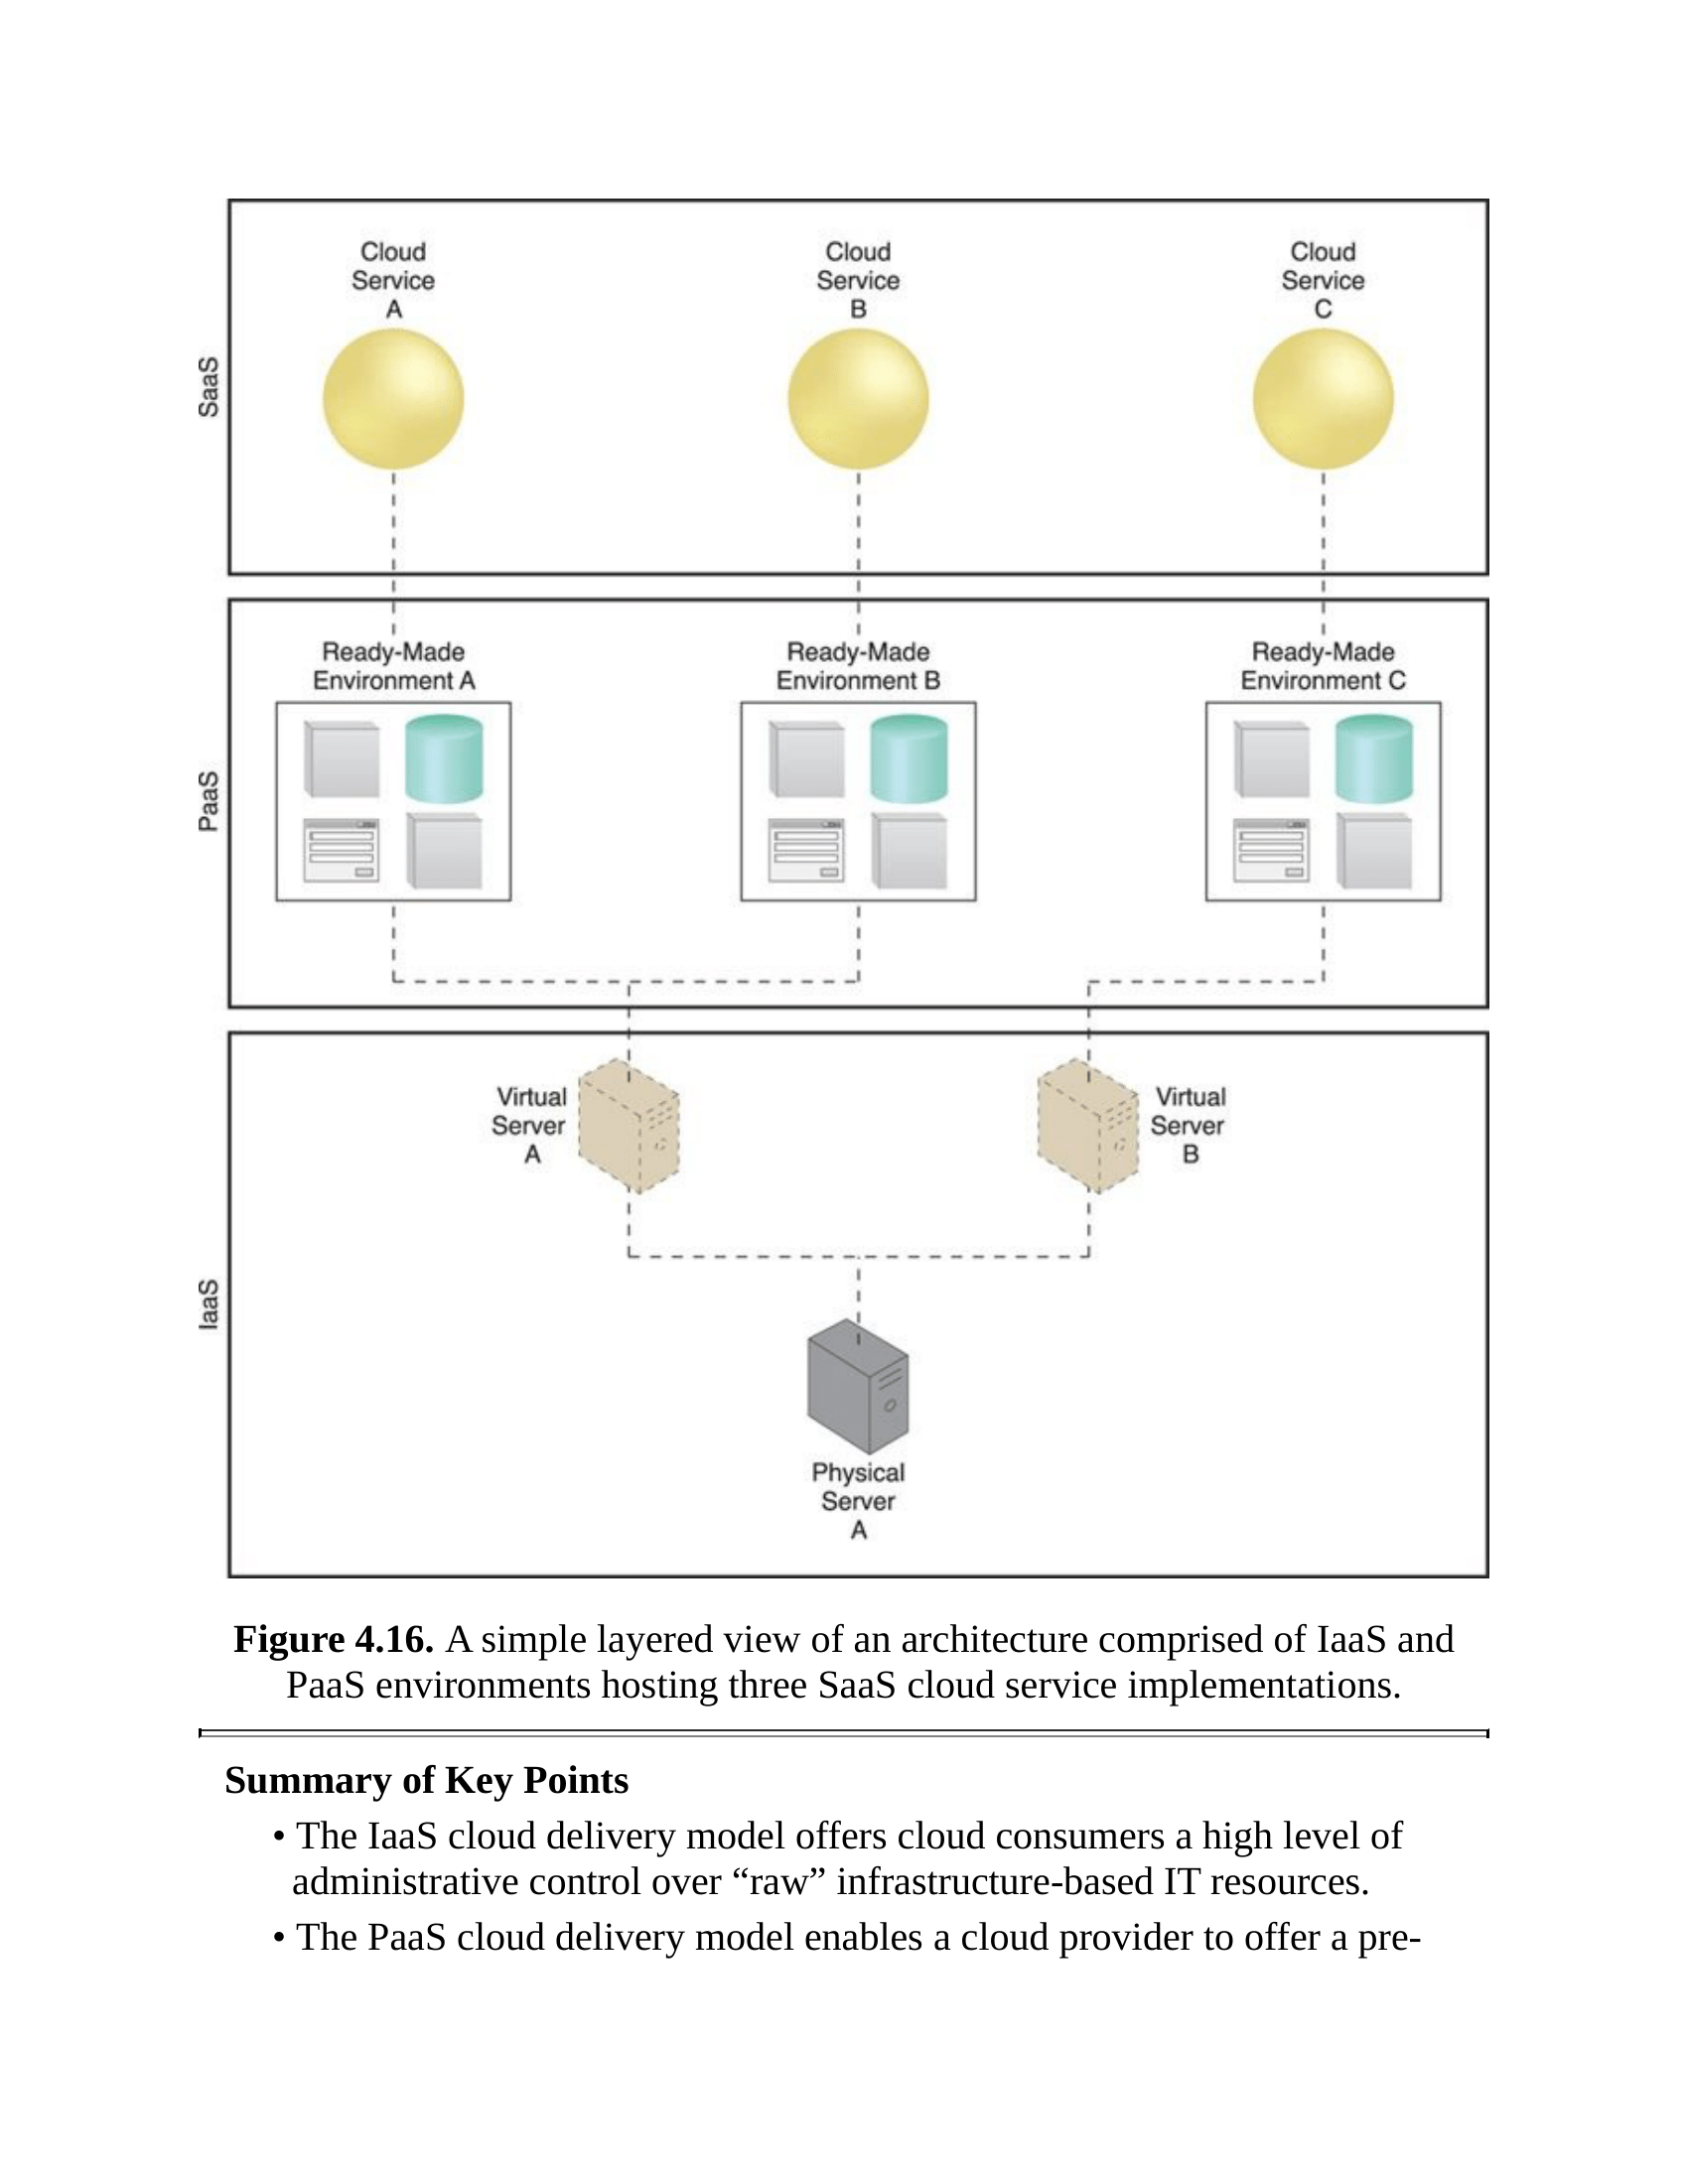 Cloud
Service
A
Cloud
Service
B
Cloud
Service
C
SaaS
Ready-Made
Environment A
Ready-Made
Environment B
Ready-Made
Environment C
PaaS
Virtual
Server
A
Virtual
Server
B
IaaS
Physical
Server
A
Figure 4.16. A simple layered view of an architecture comprised of IaaS and
PaaS environments hosting three SaaS cloud service implementations.
Summary of Key Points
• The IaaS cloud delivery model offers cloud consumers a high level of
administrative control over “raw” infrastructure-based IT resources.
• The PaaS cloud delivery model enables a cloud provider to offer a pre-